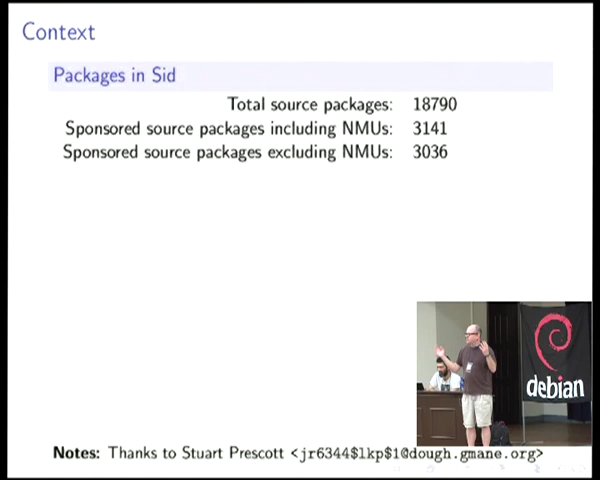 Context
Packages in Sid
Total source packages: 18790
Sponsored source packages including NMUs: 3141
Sponsored source packages excluding NMUs: 3036
debian
Notes: Thanks to Stuart Prescott <jr6344$lkp$1@dough.gmane.org>